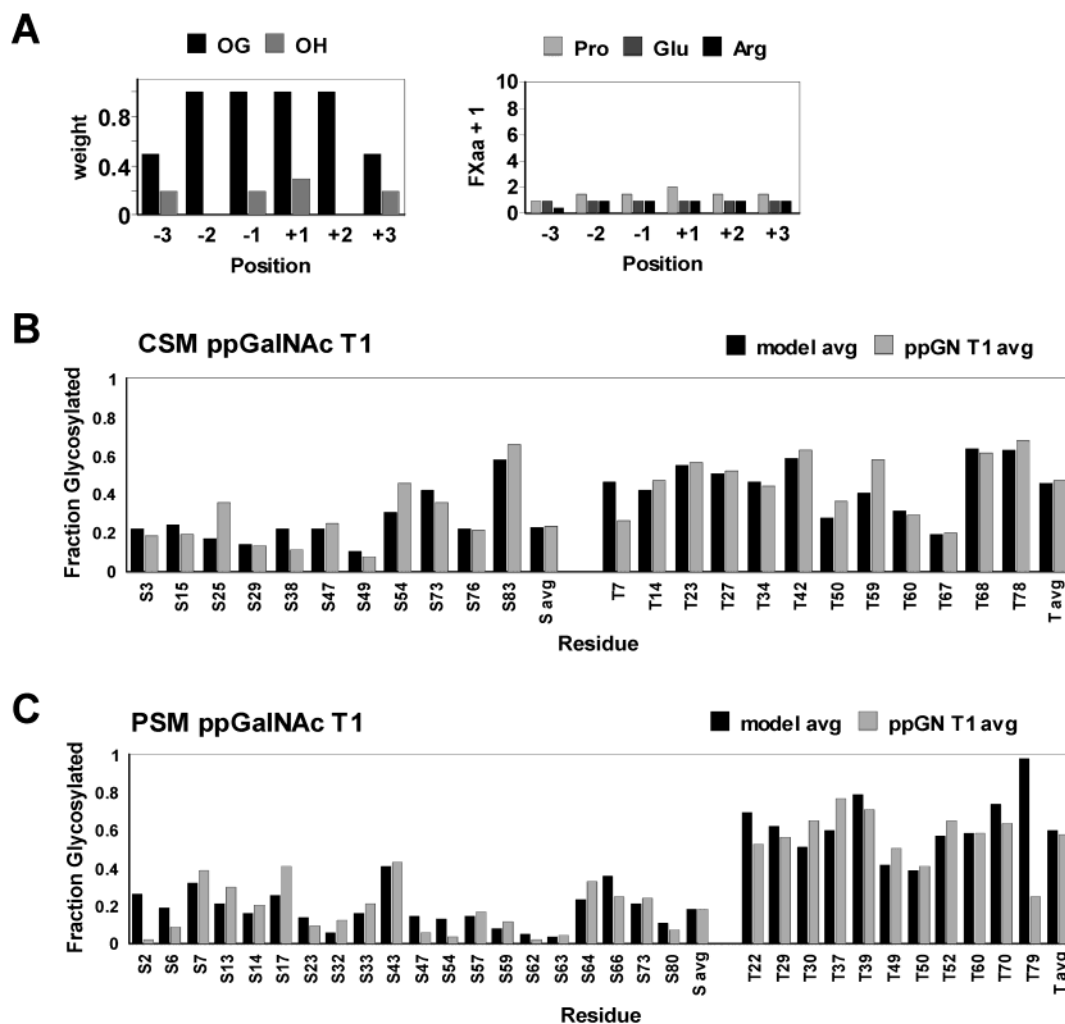 A
OG OH
Pro Glu Arg
weight
0.8
0.4
0
-3 -2 -1 +1 +2 +3
Position
FXaa + 1
10
8
6
4
2
0
-3 -2 -1 +1 +2 +3
Position
B
CSM ppGalNAc T1
model avg ppGN T1 avg
Fraction Glycosylated
1
0.8
0.6
0.4
0.2
0
S3 S15 S25 S29 S38 S47 S49 S54 S73 S76 S83 S avg T7 T14 T23 T27 T34 T42 T50 T59 T60 T67 T68 T78 T avg
Residue
C
PSM ppGalNAc T1
model avg ppGN T1 avg
Fraction Glycosylated
1
0.8
0.6
0.4
0.2
0
S2 S6 S7 S13 S14 S17 S23 S32 S33 S43 S47 S54 S57 S59 S62 S63 S64 S66 S73 S80 S avg T22 T29 T30 T37 T39 T49 T50 T52 T60 T70 T79 T avg
Residue